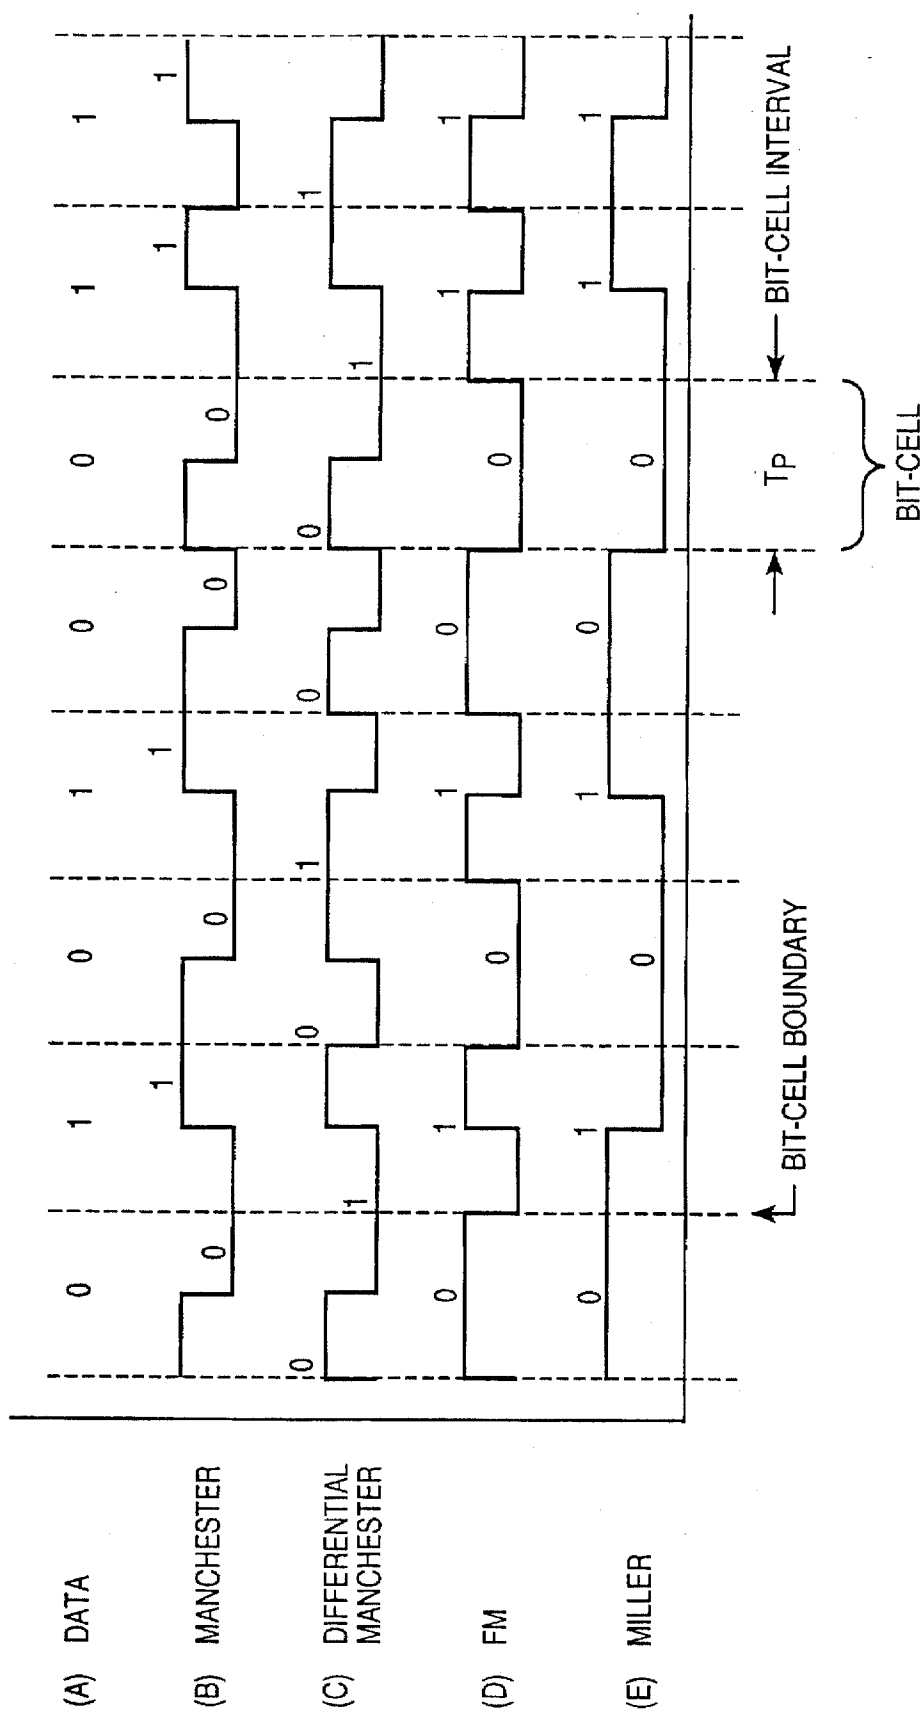 (A) DATA 0 1 0 1 0 0 1 1
(B) MANCHESTER 0 1 0 1 0 0 1 1
(C) DIFFERENTIAL
MANCHESTER 0 1 0 1 0 0 1 1
(D) FM 0 1 0 1 0 0 1 1
(E) MILLER 0 1 0 1 0 0 1 1
BIT-CELL BOUNDARY
TP
BIT-CELL INTERVAL
BIT-CELL